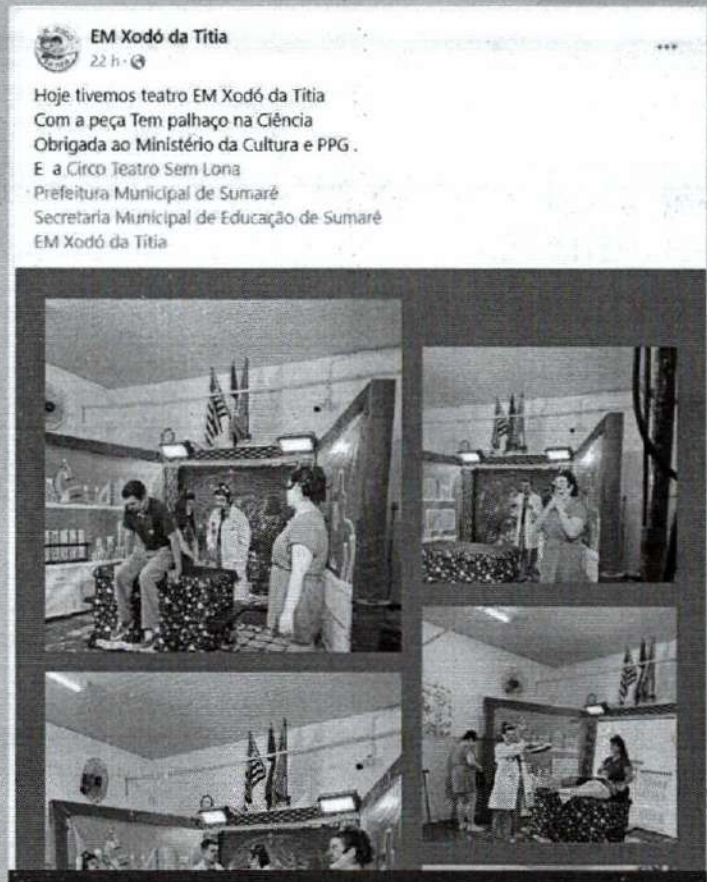 EM Xodó da Titia
22 h ·
Hoje tivemos teatro EM Xodó da Titia
Com a peça Tem palhaço na Ciência
Obrigada ao Ministério da Cultura e PPG .
E a Circo Teatro Sem Lona
Prefeitura Municipal de Sumaré
Secretaria Municipal de Educação de Sumaré
EM Xodó da Titia